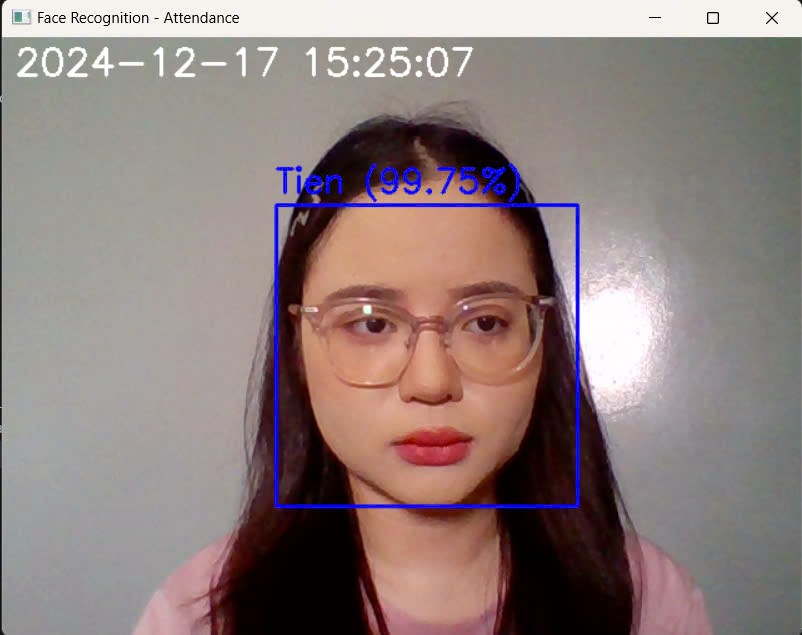 Face Recognition - Attendance
2024-12-17 15:25:07
Tien (99.75%)